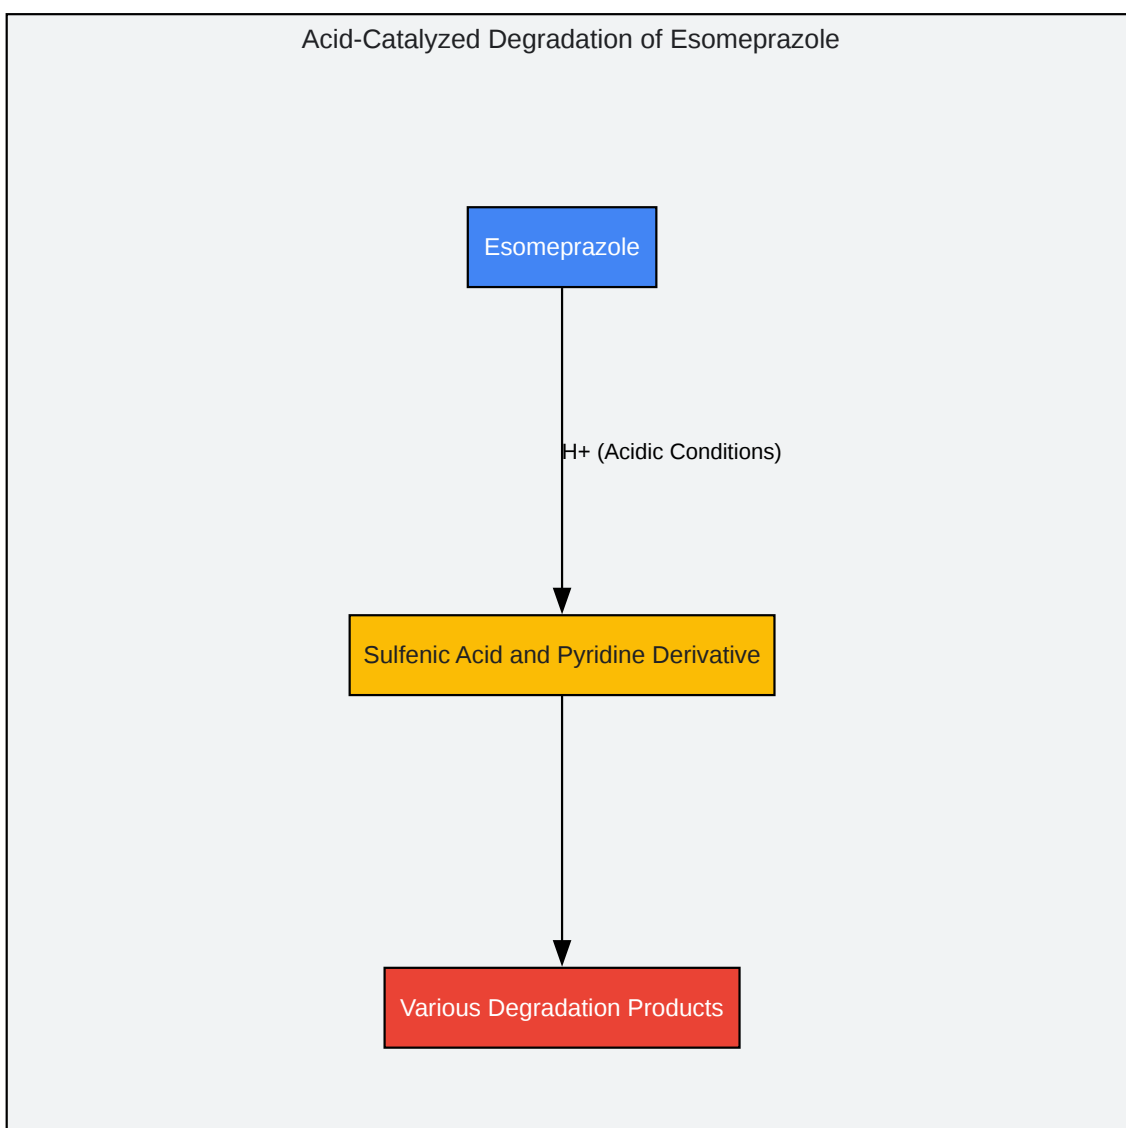 Acid-Catalyzed Degradation of Esomeprazole
Esomeprazole
H+ (Acidic Conditions)
Sulfenic Acid and Pyridine Derivative
Various Degradation Products